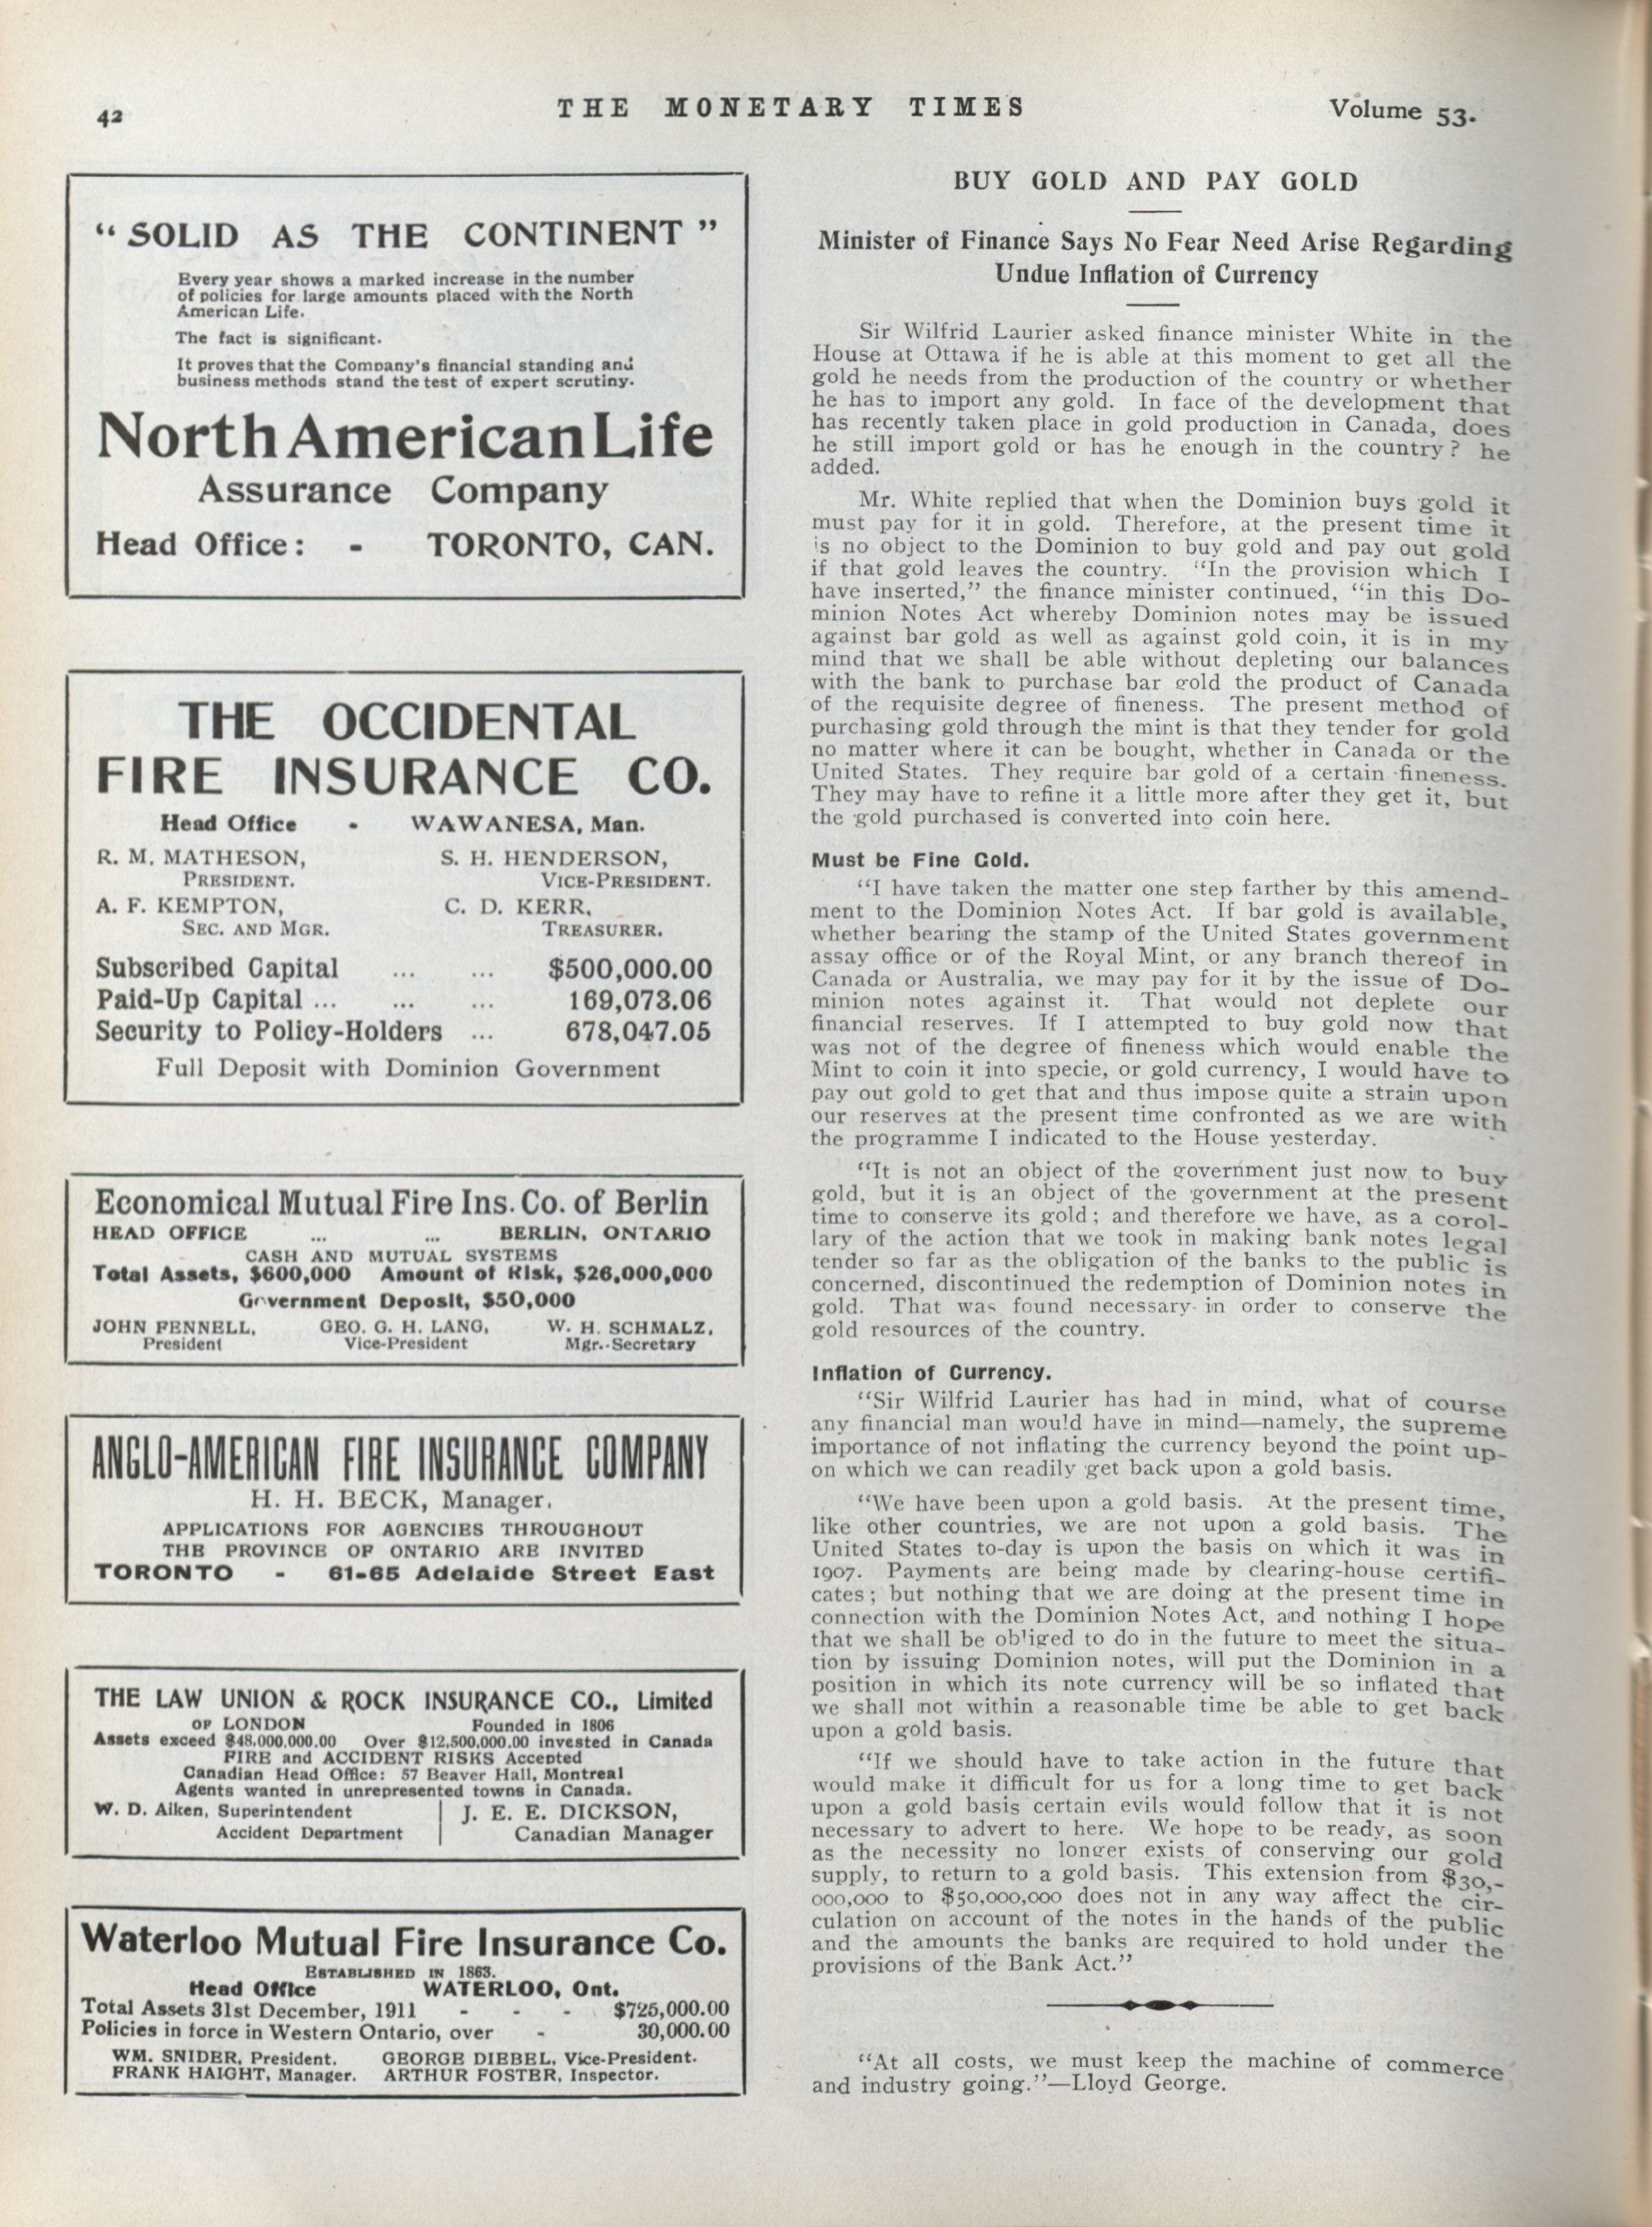 42
THE MONETARY TIMES
Volume 53.
“ SOLID AS THE CONTINENT ”
Every year shows a marked increase in the number
of policies for large amounts placed with the North
American Life.
The fact is significant.
It proves that the Company's financial standing and
business methods stand the test of expert scrutiny.
North American Life
Assurance Company
Head Office: - TORONTO, CAN.
THE OCCIDENTAL
FIRE INSURANCE CO.
Head Office - WAWANESA, Man.
R. M. MATHESON, S. H. HENDERSON,
PRESIDENT. VICE-PRESIDENT.
A. F. KEMPTON, C. D. KERR,
SEC. AND MGR. TREASURER.
Subscribed Capital ... ... $500,000.00
Paid-Up Capital ... ... ... 169,073.06
Security to Policy-Holders ... 678,047.05
Full Deposit with Dominion Government
Economical Mutual Fire Ins. Co. of Berlin
HEAD OFFICE ... ... BERLIN, ONTARIO
CASH AND MUTUAL SYSTEMS
Total Assets, $600,000 Amount of Risk, $26,000,000
Government Deposit, $50,000
JOHN FENNELL, GEO. G. H. LANG, W. H. SCHMALZ,
President Vice-President Mgr.-Secretary
ANGLO-AMERICAN FIRE INSURANCE COMPANY
H. H. BECK, Manager.
APPLICATIONS FOR AGENCIES THROUGHOUT
THE PROVINCE OF ONTARIO ARE INVITED
TORONTO - 61-65 Adelaide Street East
THE LAW UNION & ROCK INSURANCE CO., Limited
OF LONDON Founded in 1806
Assets exceed $48,000,000.00 Over $12,500,000.00 invested in Canada
FIRE and ACCIDENT RISKS Accepted
Canadian Head Office: 57 Beaver Hall, Montreal
Agents wanted in unrepresented towns in Canada.
W. D. Aiken, Superintendent J. E. E. DICKSON,
Accident Department Canadian Manager
Waterloo Mutual Fire Insurance Co.
ESTABLISHED IN 1863.
Head Office WATERLOO, Ont.
Total Assets 31st December, 1911 - - - $725,000.00
Policies in force in Western Ontario, over - 30,000.00
WM. SNIDER, President. GEORGE DIEBEL, Vice-President.
FRANK HAIGHT, Manager. ARTHUR FOSTER, Inspector.
BUY GOLD AND PAY GOLD
Minister of Finance Says No Fear Need Arise Regarding
Undue Inflation of Currency
Sir Wilfrid Laurier asked finance minister White in the
House at Ottawa if he is able at this moment to get all the
gold he needs from the production of the country or whether
he has to import any gold. In face of the development that
has recently taken place in gold production in Canada, does
he still import gold or has he enough in the country? he
added.
Mr. White replied that when the Dominion buys gold it
must pay for it in gold. Therefore, at the present time it
is no object to the Dominion to buy gold and pay out gold
if that gold leaves the country. “In the provision which I
have inserted,” the finance minister continued, “in this Do-
minion Notes Act whereby Dominion notes may be issued
against bar gold as well as against gold coin, it is in my
mind that we shall be able without depleting our balances
with the bank to purchase bar gold the product of Canada
of the requisite degree of fineness. The present method of
purchasing gold through the mint is that they tender for gold
no matter where it can be bought, whether in Canada or the
United States. They require bar gold of a certain fineness.
They may have to refine it a little more after they get it, but
the gold purchased is converted into coin here.
Must be Fine Gold.
“I have taken the matter one step farther by this amend-
ment to the Dominion Notes Act. If bar gold is available,
whether bearing the stamp of the United States government
assay office or of the Royal Mint, or any branch thereof in
Canada or Australia, we may pay for it by the issue of Do-
minion notes against it. That would not deplete our
financial reserves. If I attempted to buy gold now that
was not of the degree of fineness which would enable the
Mint to coin it into specie, or gold currency, I would have to
pay out gold to get that and thus impose quite a strain upon
our reserves at the present time confronted as we are with
the programme I indicated to the House yesterday.
“It is not an object of the government just now to buy
gold, but it is an object of the government at the present
time to conserve its gold; and therefore we have, as a corol-
lary of the action that we took in making bank notes legal
tender so far as the obligation of the banks to the public is
concerned, discontinued the redemption of Dominion notes in
gold. That was found necessary in order to conserve the
gold resources of the country.
Inflation of Currency.
“Sir Wilfrid Laurier has had in mind, what of course
any financial man would have in mind—namely, the supreme
importance of not inflating the currency beyond the point up-
on which we can readily get back upon a gold basis.
“We have been upon a gold basis. At the present time,
like other countries, we are not upon a gold basis. The
United States to-day is upon the basis on which it was in
1907. Payments are being made by clearing-house certifi-
cates; but nothing that we are doing at the present time in
connection with the Dominion Notes Act, and nothing I hope
that we shall be obliged to do in the future to meet the situa-
tion by issuing Dominion notes, will put the Dominion in a
position in which its note currency will be so inflated that
we shall not within a reasonable time be able to get back
upon a gold basis.
“If we should have to take action in the future that
would make it difficult for us for a long time to get back
upon a gold basis certain evils would follow that it is not
necessary to advert to here. We hope to be ready, as soon
as the necessity no longer exists of conserving our gold
supply, to return to a gold basis. This extension from $30,-
000,000 to $50,000,000 does not in any way affect the cir-
culation on account of the notes in the hands of the public
and the amounts the banks are required to hold under the
provisions of the Bank Act.”
“At all costs, we must keep the machine of commerce
and industry going.”—Lloyd George.